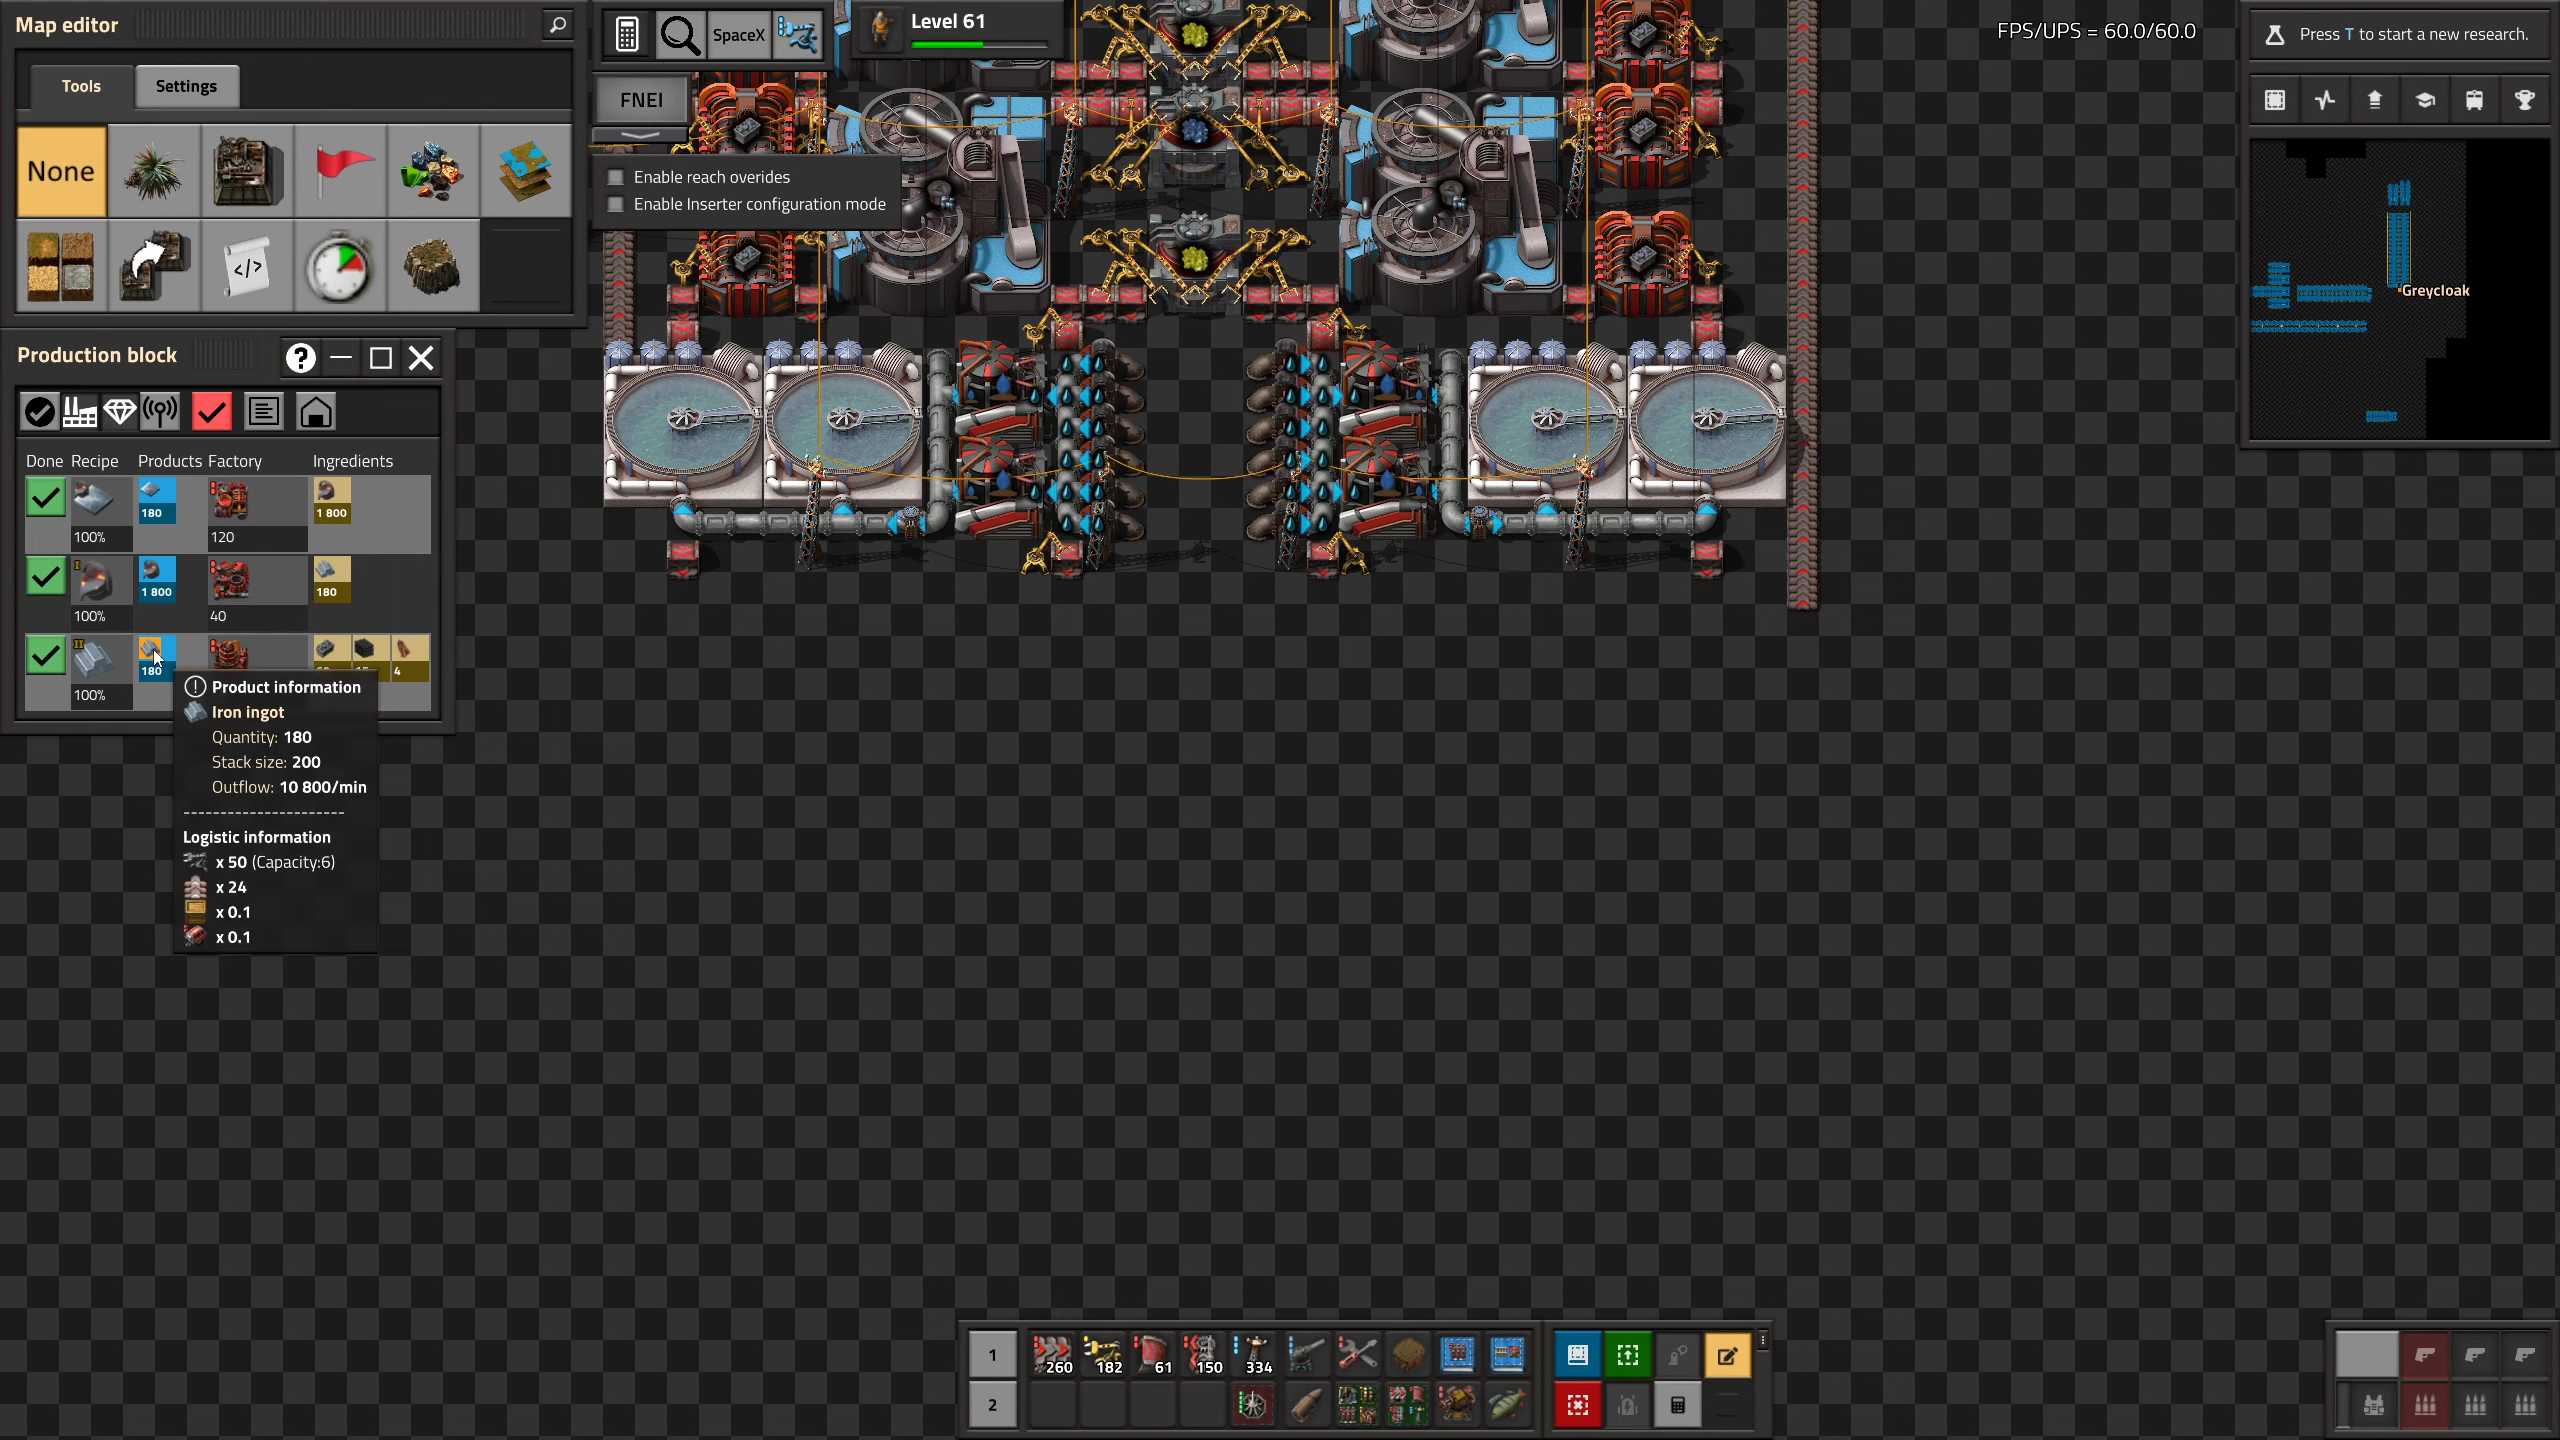 Map editor
Tools
Settings
None
SpaceX
Level 61
FPS/UPS = 60.0/60.0
Press T to start a new research.
FNEI
Enable reach overides
Enable Inserter configuration mode
Greycloak
Production block
Done Recipe Products Factory Ingredients
180
1 800
100%
120
1 800
180
100%
40
180
4
100%
Product information
Iron ingot
Quantity: 180
Stack size: 200
Outflow: 10 800/min
Logistic information
x 50 (Capacity:6)
x 24
x 0.1
x 0.1
1
260
182
61
150
334
2